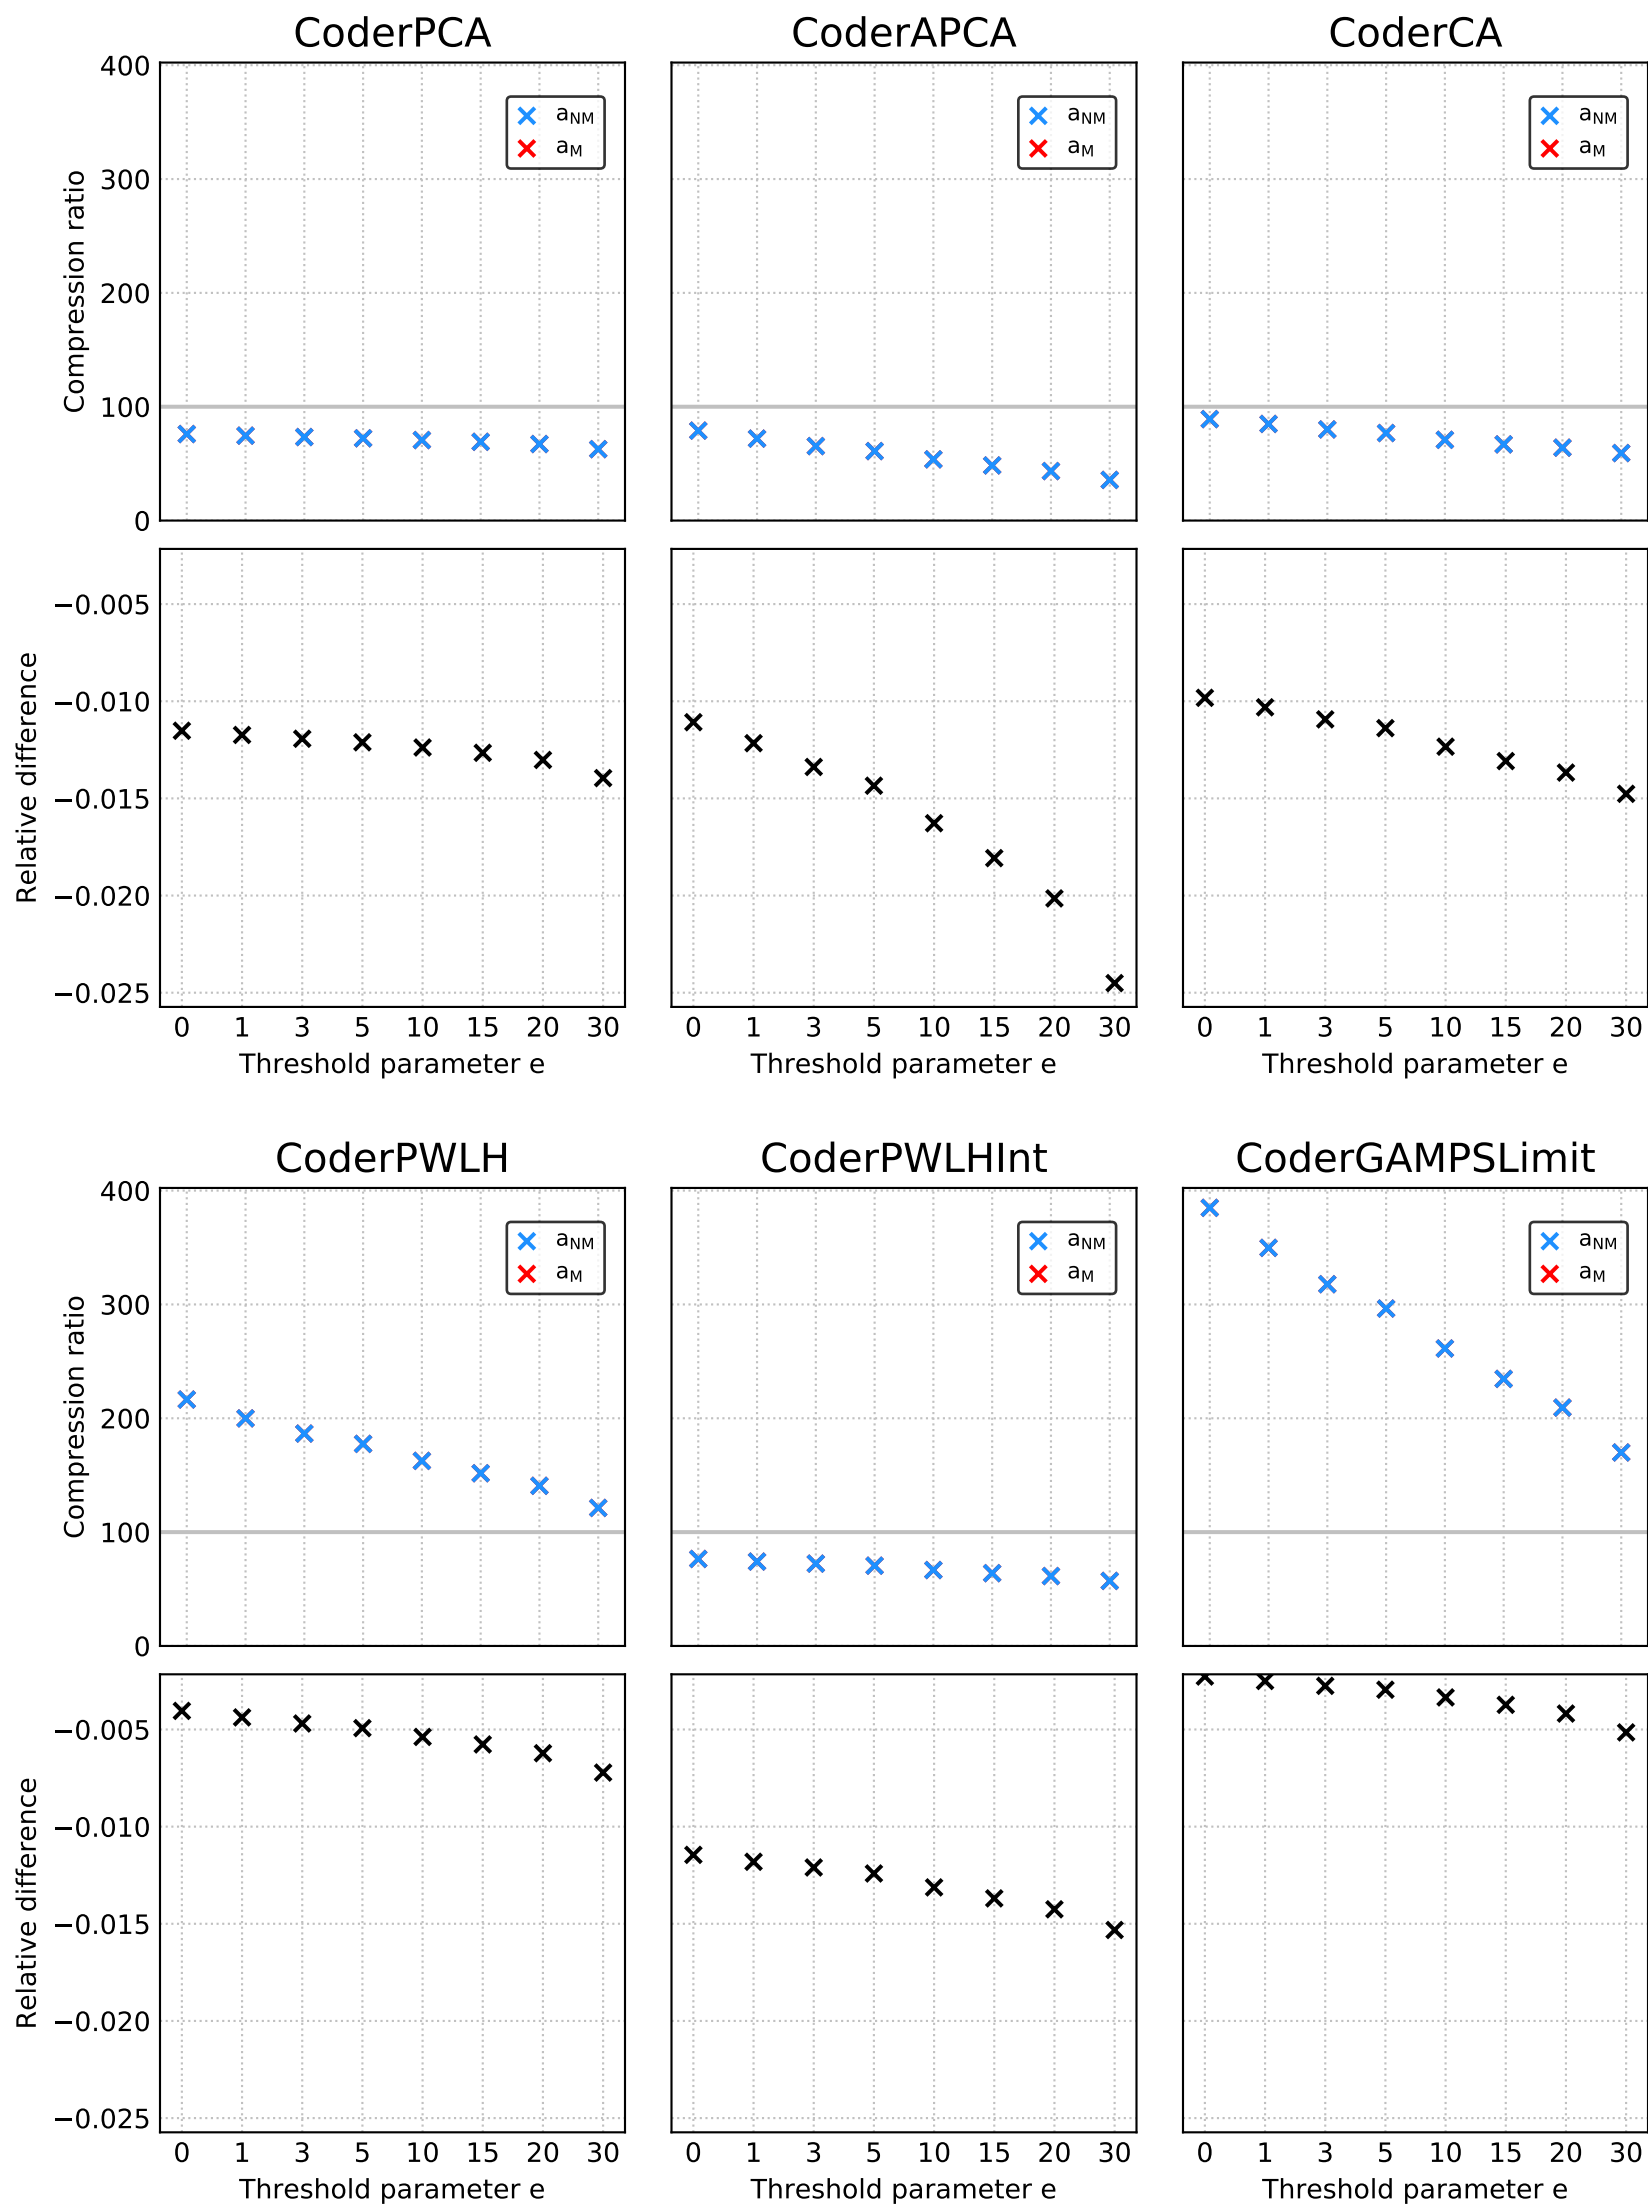 CoderPCA CoderAPCA CoderCA
400
300
200
100
0
Compression ratio
aNM
aM
aNM
aM
aNM
aM
−0.005
−0.010
−0.015
−0.020
−0.025
Relative difference
0 1 3 5 10 15 20 30
0 1 3 5 10 15 20 30
0 1 3 5 10 15 20 30
Threshold parameter e
Threshold parameter e
Threshold parameter e
CoderPWLH CoderPWLHInt CoderGAMPSLimit
400
300
200
100
0
Compression ratio
aNM
aM
aNM
aM
aNM
aM
−0.005
−0.010
−0.015
−0.020
−0.025
Relative difference
0 1 3 5 10 15 20 30
0 1 3 5 10 15 20 30
0 1 3 5 10 15 20 30
Threshold parameter e
Threshold parameter e
Threshold parameter e